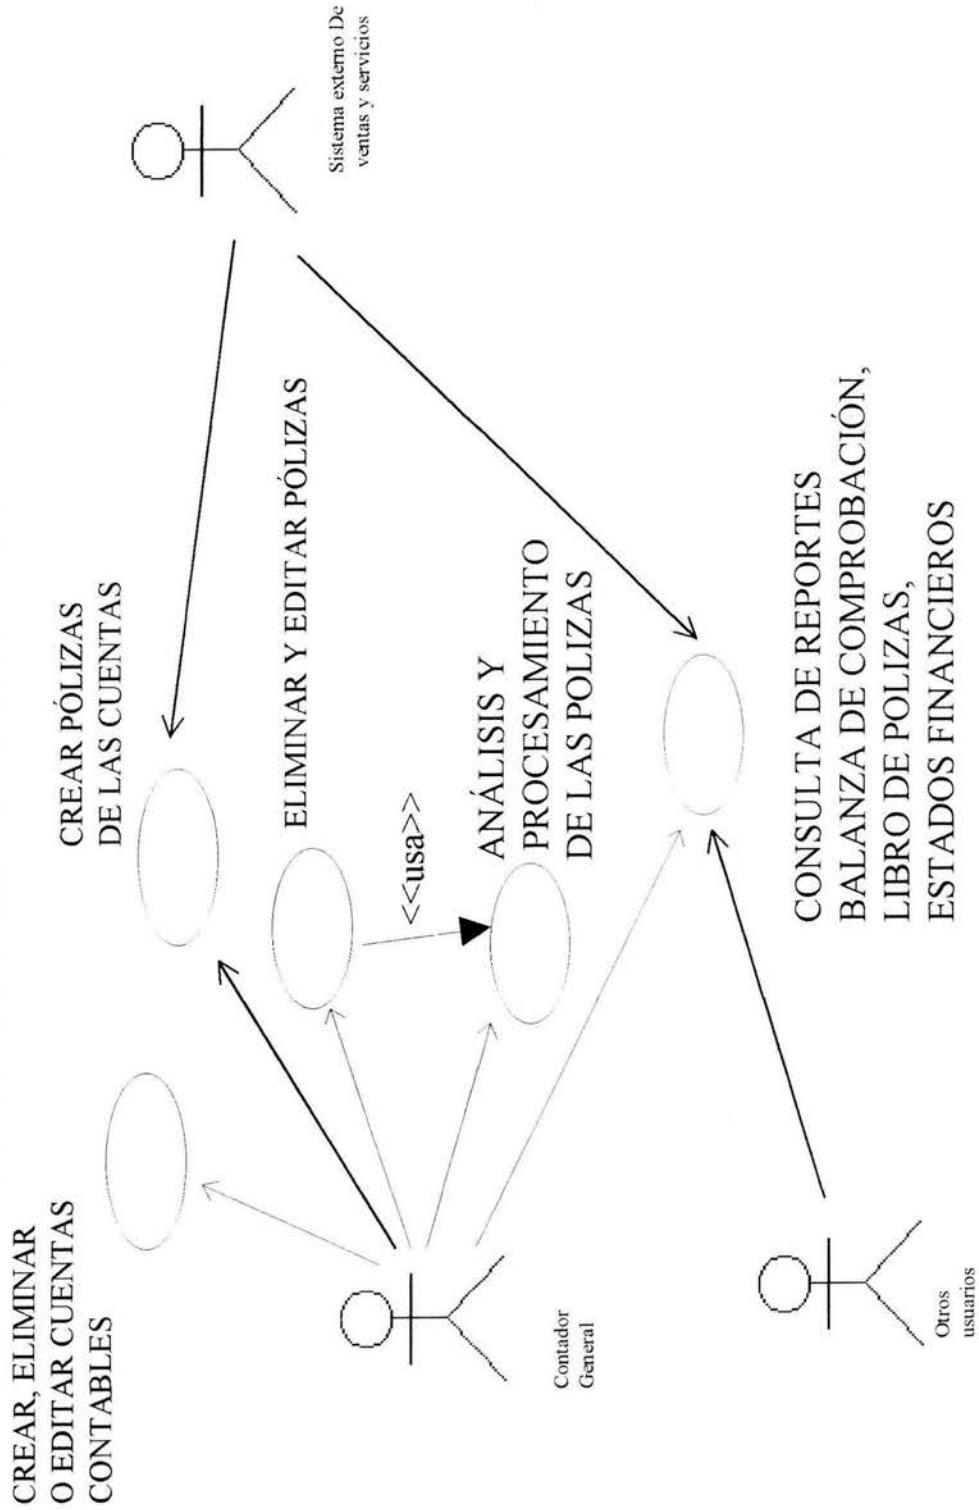 CREAR, ELIMINAR
O EDITAR CUENTAS
CONTABLES
CREAR PÓLIZAS
DE LAS CUENTAS
ELIMINAR Y EDITAR PÓLIZAS
<<usa>>
ANÁLISIS Y
PROCESAMIENTO
DE LAS POLIZAS
Sistema externo De
ventas y servicios
Contador
General
CONSULTA DE REPORTES
BALANZA DE COMPROBACIÓN,
LIBRO DE POLIZAS,
ESTADOS FINANCIEROS
Otros
usuarios